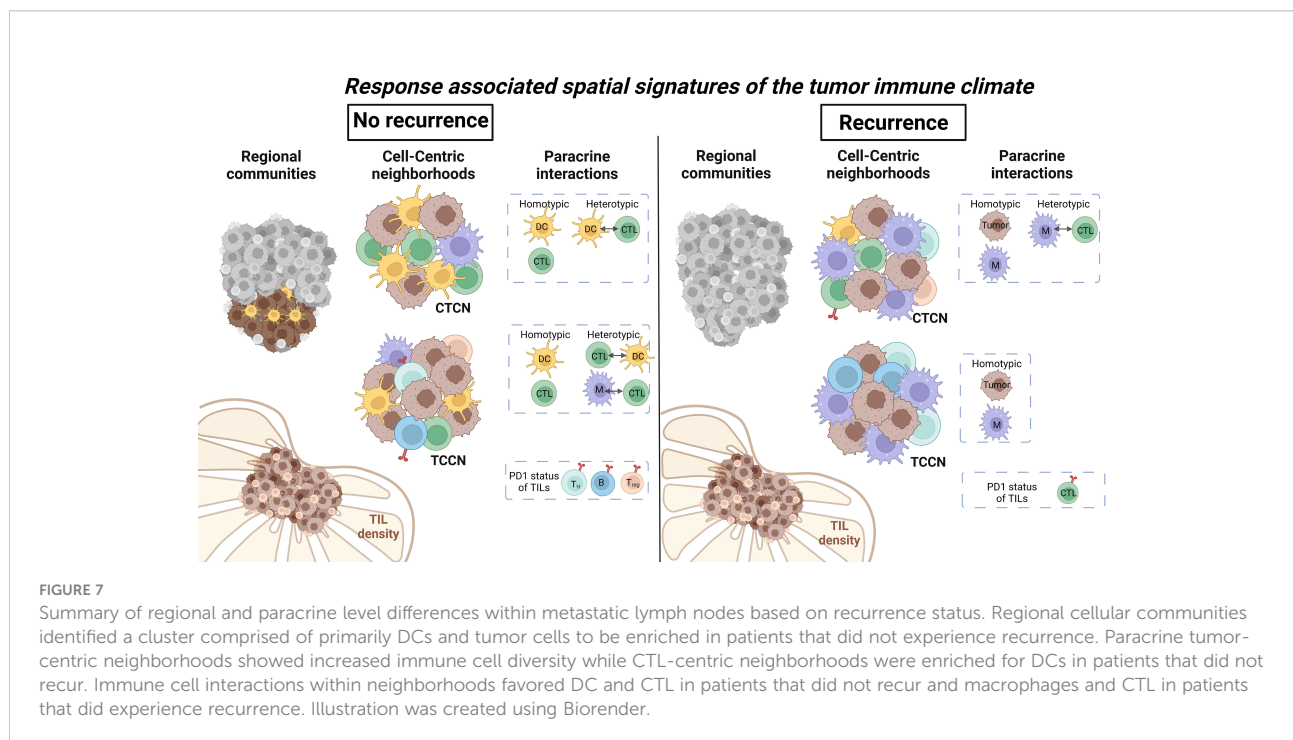 Response associated spatial signatures of the tumor immune climate
No recurrence
Regional
communities
Cell-Centric
neighborhoods
Paracrine
interactions
Homotypic
Heterotypic
DC
DC
CTL
CTL
CTCN
Homotypic
Heterotypic
DC
CTL
DC
CTL
M
CTL
TCCN
PD1 status
of TILs
TH
B
Treg
TIL
density
Recurrence
Regional
communities
Cell-Centric
neighborhoods
Paracrine
interactions
Homotypic
Heterotypic
Tumor
M
CTL
M
CTCN
Homotypic
Tumor
M
TCCN
PD1 status
of TILs
CTL
TIL
density
FIGURE 7
Summary of regional and paracrine level differences within metastatic lymph nodes based on recurrence status. Regional cellular communities
identified a cluster comprised of primarily DCs and tumor cells to be enriched in patients that did not experience recurrence. Paracrine tumor-
centric neighborhoods showed increased immune cell diversity while CTL-centric neighborhoods were enriched for DCs in patients that did not
recur. Immune cell interactions within neighborhoods favored DC and CTL in patients that did not recur and macrophages and CTL in patients
that did experience recurrence. Illustration was created using Biorender.